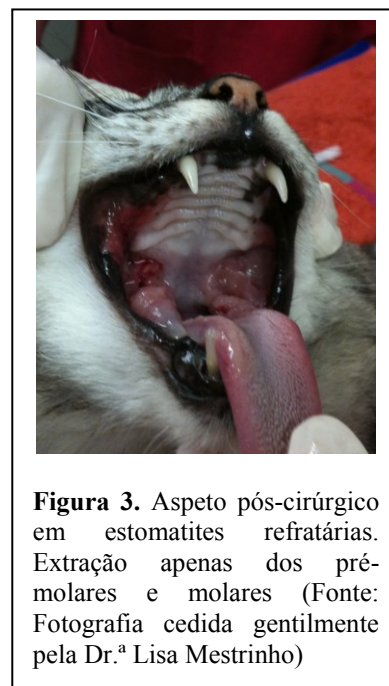 Figura 3. Aspeto pós-cirúrgico
em estomatites refratárias.
Extração apenas dos pré-
molares e molares (Fonte:
Fotografia cedida gentilmente
pela Dr.ª Lisa Mestrinho)